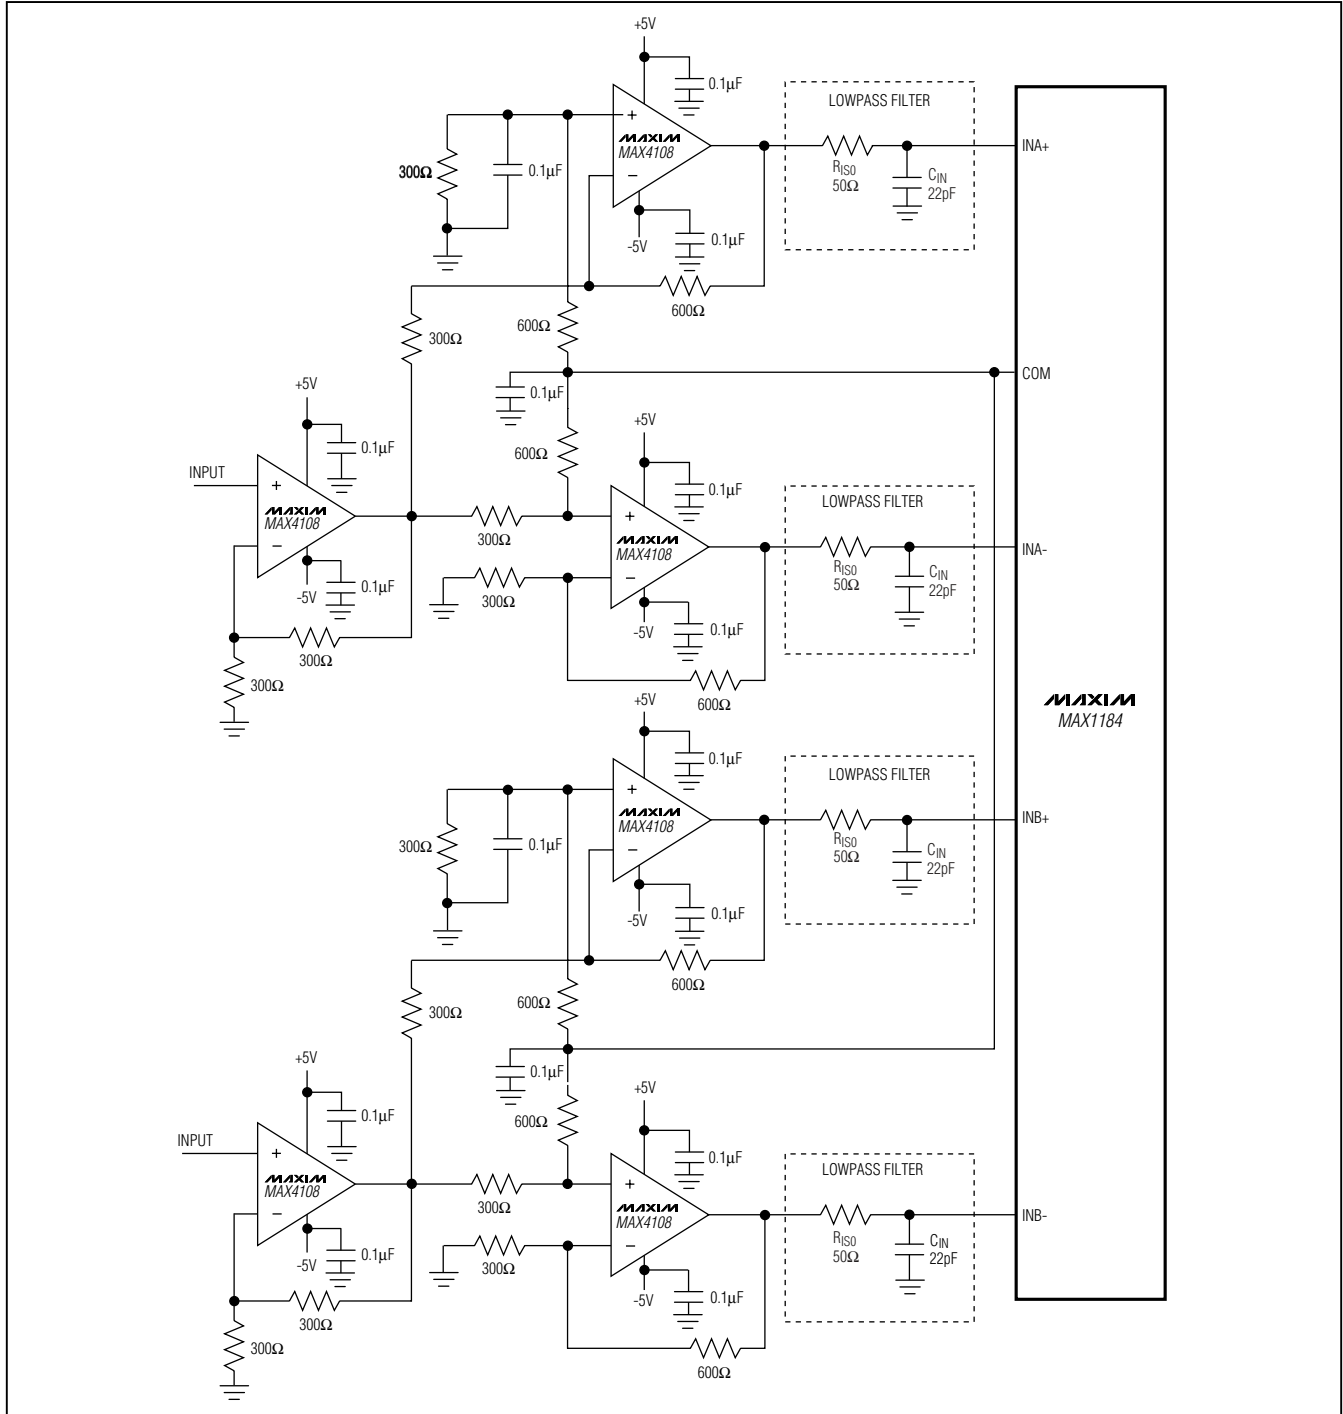 +5V
0.1µF
LOWPASS FILTER
+
MAXIM
MAX4108
INA+
300Ω
0.1µF
−
RISO
50Ω
CIN
22pF
-5V
0.1µF
600Ω
300Ω
600Ω
COM
+5V
0.1µF
+5V
0.1µF
600Ω
0.1µF
LOWPASS FILTER
INPUT
+
MAXIM
MAX4108
+
MAXIM
MAX4108
300Ω
INA-
−
−
RISO
50Ω
CIN
22pF
-5V
0.1µF
300Ω
-5V
0.1µF
300Ω
300Ω
600Ω
MAXIM
MAX1184
+5V
0.1µF
LOWPASS FILTER
+
MAXIM
MAX4108
INB+
300Ω
0.1µF
−
RISO
50Ω
CIN
22pF
-5V
0.1µF
600Ω
300Ω
600Ω
+5V
0.1µF
+5V
0.1µF
600Ω
0.1µF
LOWPASS FILTER
INPUT
+
MAXIM
MAX4108
+
MAXIM
MAX4108
300Ω
INB-
−
−
RISO
50Ω
CIN
22pF
-5V
0.1µF
300Ω
-5V
0.1µF
300Ω
300Ω
600Ω